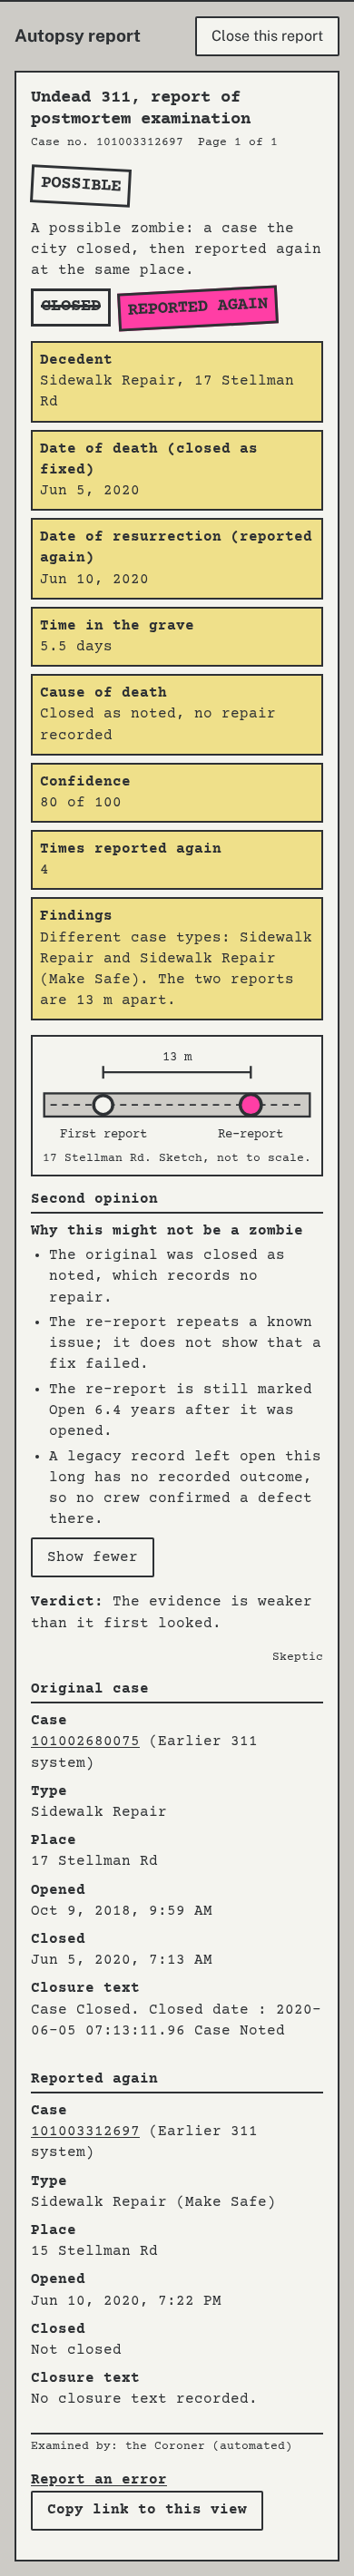 Autopsy report
Close this report
Undead 311, report of
postmortem examination
Case no. 101003312697  Page 1 of 1
POSSIBLE
A possible zombie: a case the
city closed, then reported again
at the same place.
CLOSED
REPORTED AGAIN
Decedent
Sidewalk Repair, 17 Stellman
Rd
Date of death (closed as
fixed)
Jun 5, 2020
Date of resurrection (reported
again)
Jun 10, 2020
Time in the grave
5.5 days
Cause of death
Closed as noted, no repair
recorded
Confidence
80 of 100
Times reported again
4
Findings
Different case types: Sidewalk
Repair and Sidewalk Repair
(Make Safe). The two reports
are 13 m apart.
13 m
First report
Re-report
17 Stellman Rd. Sketch, not to scale.
Second opinion
Why this might not be a zombie
• The original was closed as
noted, which records no
repair.
• The re-report repeats a known
issue; it does not show that a
fix failed.
• The re-report is still marked
Open 6.4 years after it was
opened.
• A legacy record left open this
long has no recorded outcome,
so no crew confirmed a defect
there.
Show fewer
Verdict: The evidence is weaker
than it first looked.
Skeptic
Original case
Case
101002680075 (Earlier 311
system)
Type
Sidewalk Repair
Place
17 Stellman Rd
Opened
Oct 9, 2018, 9:59 AM
Closed
Jun 5, 2020, 7:13 AM
Closure text
Case Closed. Closed date : 2020-
06-05 07:13:11.96 Case Noted
Reported again
Case
101003312697 (Earlier 311
system)
Type
Sidewalk Repair (Make Safe)
Place
15 Stellman Rd
Opened
Jun 10, 2020, 7:22 PM
Closed
Not closed
Closure text
No closure text recorded.
Examined by: the Coroner (automated)
Report an error
Copy link to this view